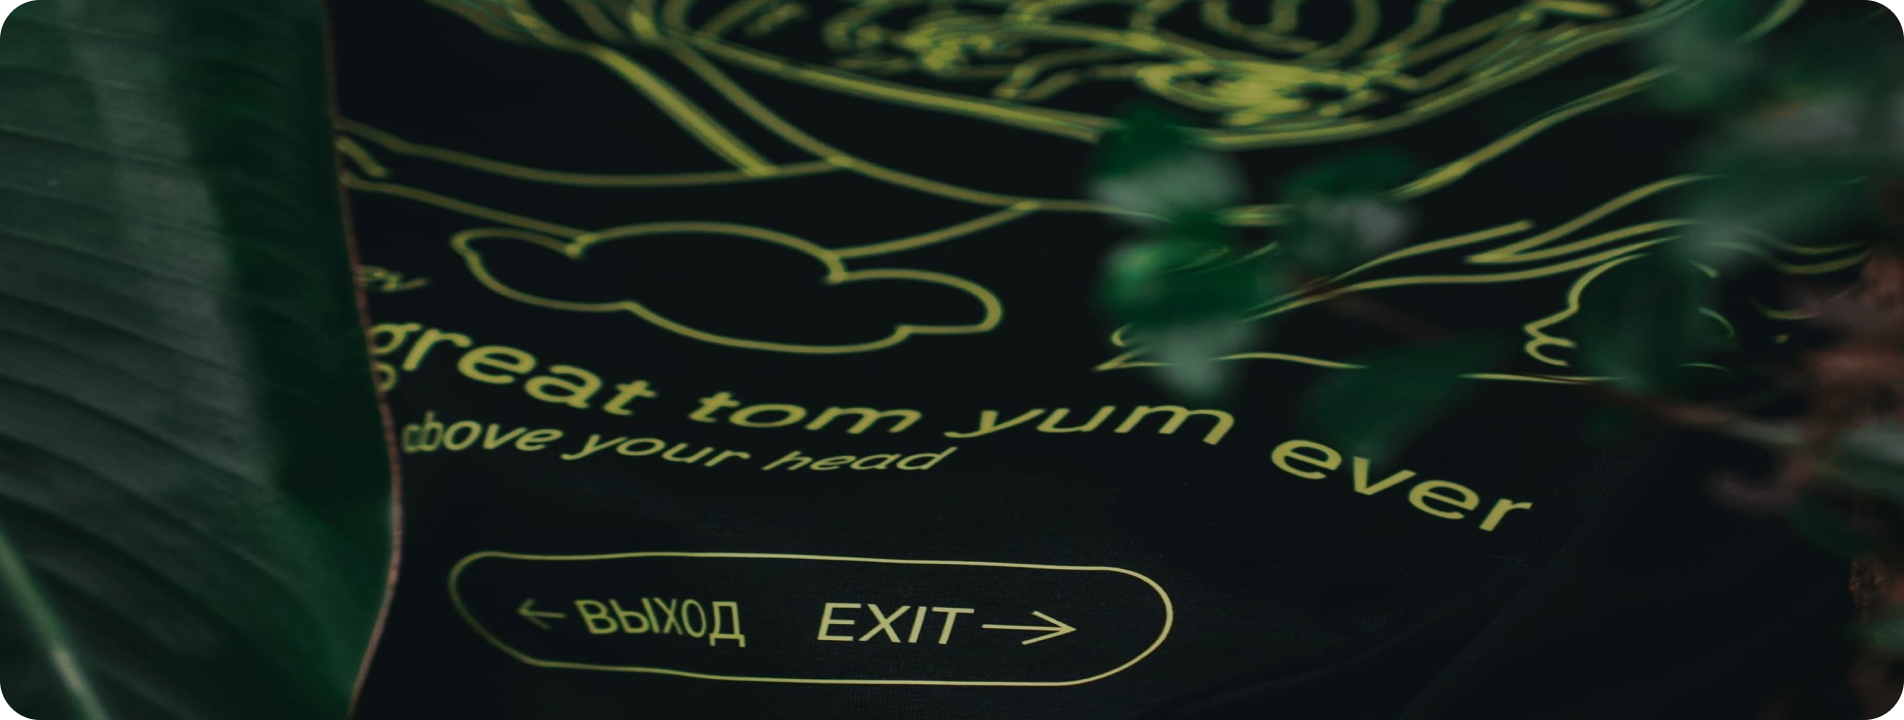 great tom yum ever
above your head
← ВЫХОД EXIT →